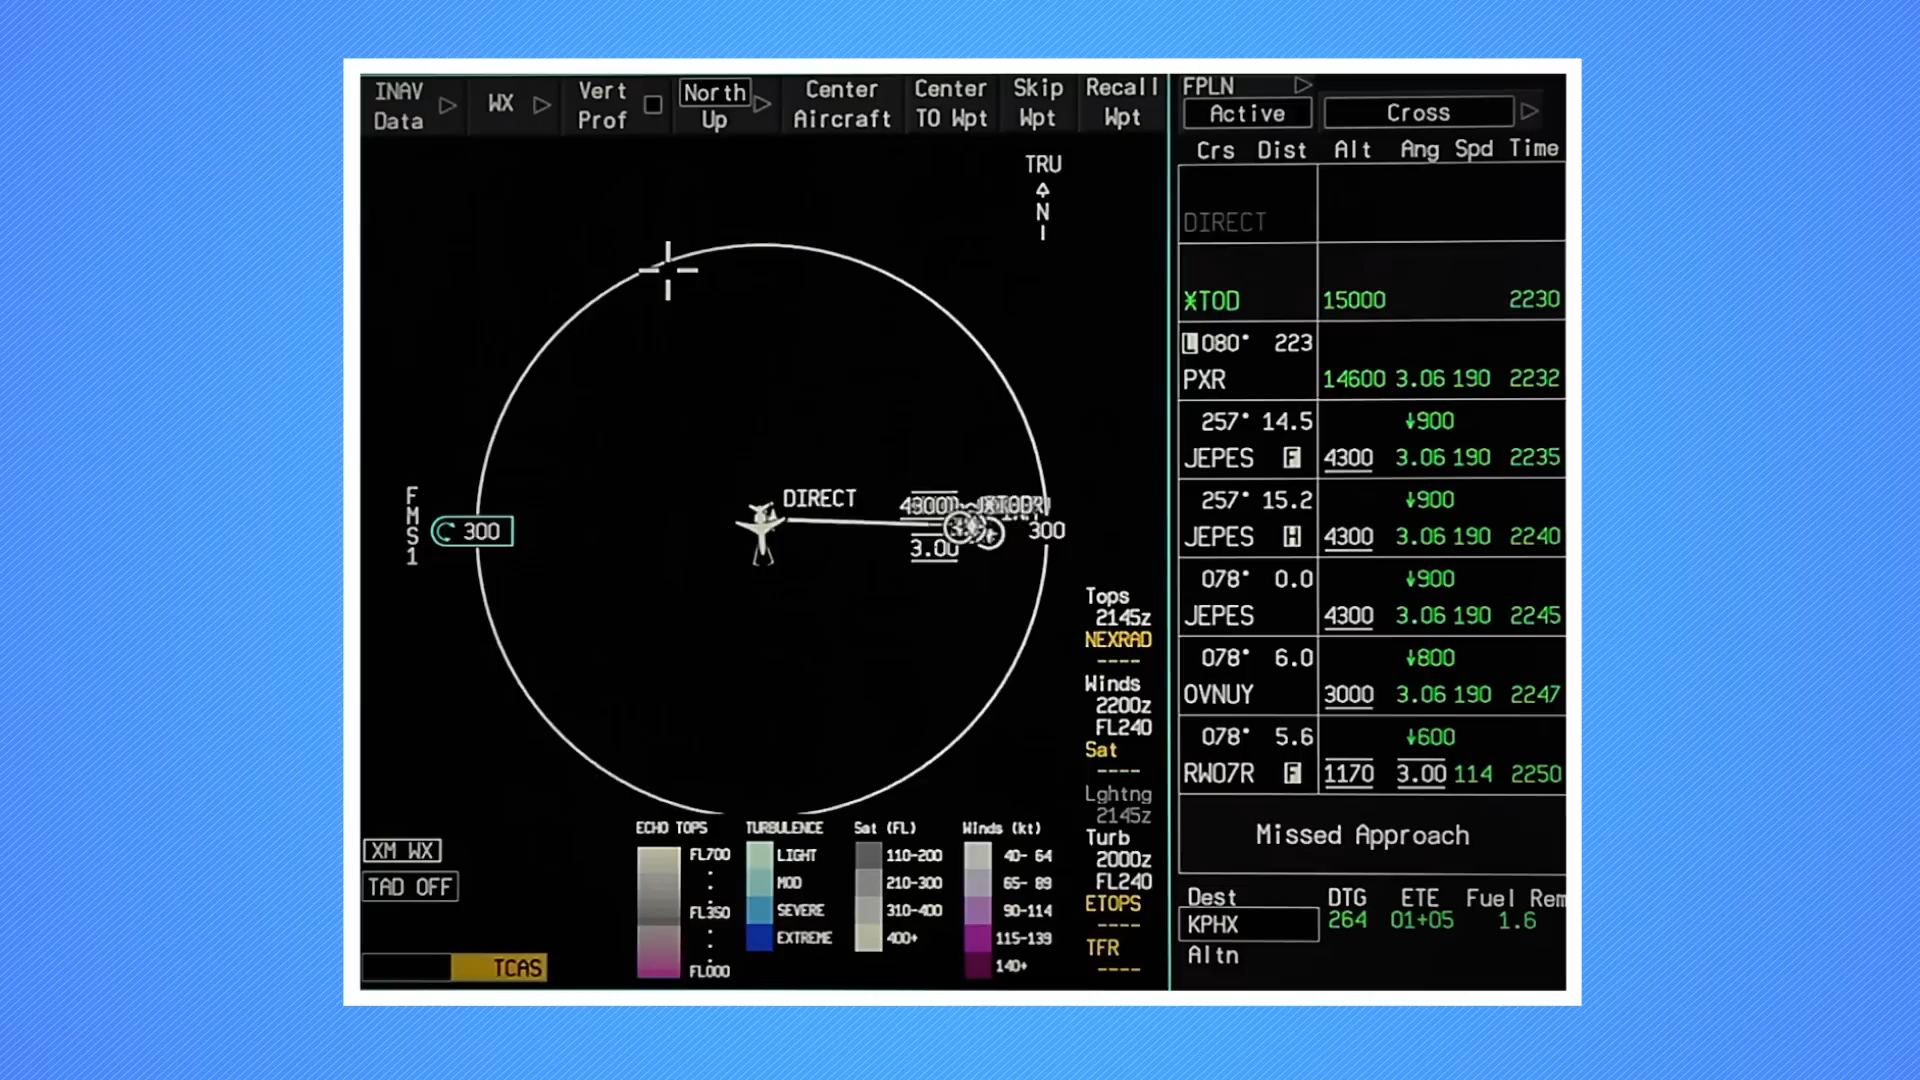 INAV Data
WX
Vert Prof
North Up
Center Aircraft
Center TO Wpt
Skip Wpt
Recall Wpt
TRU
N
FMS1
300
DIRECT
3.00
300
Tops
2145z
NEXRAD
----
Winds
2200z
FL240
Sat
----
Lghtng
2145z
Turb
2000z
FL240
ETOPS
----
TFR
----
XM WX
TAD OFF
TCAS
ECHO TOPS
FL700
FL350
FL000
TURBULENCE
LIGHT
MOD
SEVERE
EXTREME
Sat (FL)
110-200
210-300
310-400
400+
Winds (kt)
40- 64
65- 89
90-114
115-139
140+
FPLN
Active Cross
Crs Dist Alt Ang Spd Time
DIRECT
*TOD 15000 2230
L 080° 223
PXR 14600 3.06 190 2232
257° 14.5 ↓900
JEPES F 4300 3.06 190 2235
257° 15.2 ↓900
JEPES H 4300 3.06 190 2240
078° 0.0 ↓900
JEPES 4300 3.06 190 2245
078° 6.0 ↓800
OVNUY 3000 3.06 190 2247
078° 5.6 ↓600
RW07R F 1170 3.00 114 2250
Missed Approach
Dest DTG ETE Fuel Rem
KPHX 264 01+05 1.6
Altn